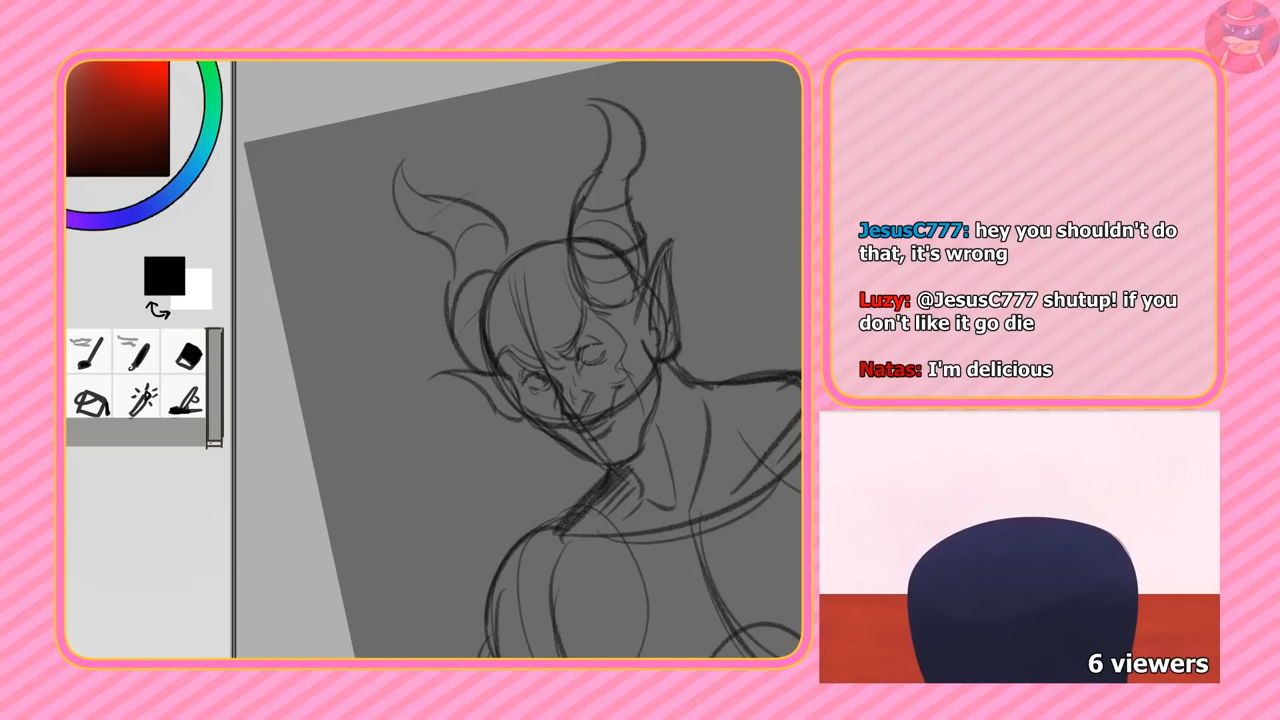 JesusC777: hey you shouldn't do
that, it's wrong
Luzy: @JesusC777 shutup! if you
don't like it go die
Natas: I'm delicious
6 viewers